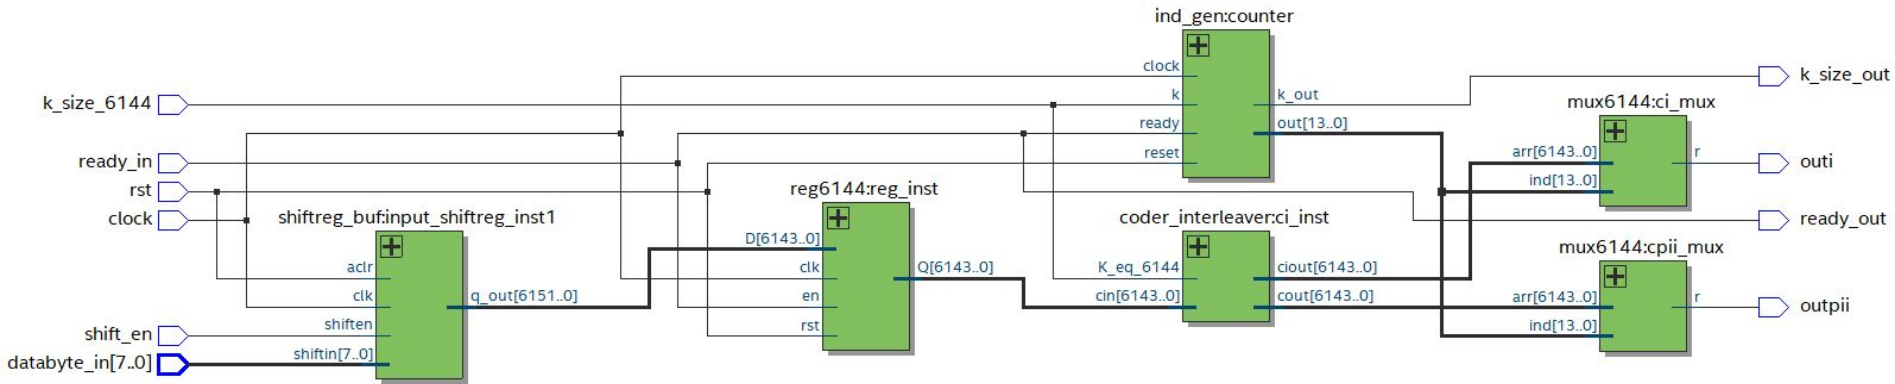 ind_gen:counter
clock
k
ready
reset
k_out
out[13..0]
k_size_6144
ready_in
rst
clock
shift_en
databyte_in[7..0]
shiftreg_buf:input_shiftreg_inst1
aclr
clk
shiften
shiftin[7..0]
q_out[6151..0]
reg6144:reg_inst
D[6143..0]
clk
en
rst
Q[6143..0]
coder_interleaver:ci_inst
K_eq_6144
cin[6143..0]
ciout[6143..0]
cout[6143..0]
mux6144:ci_mux
arr[6143..0]
ind[13..0]
r
mux6144:cpii_mux
arr[6143..0]
ind[13..0]
r
k_size_out
outi
ready_out
outpii